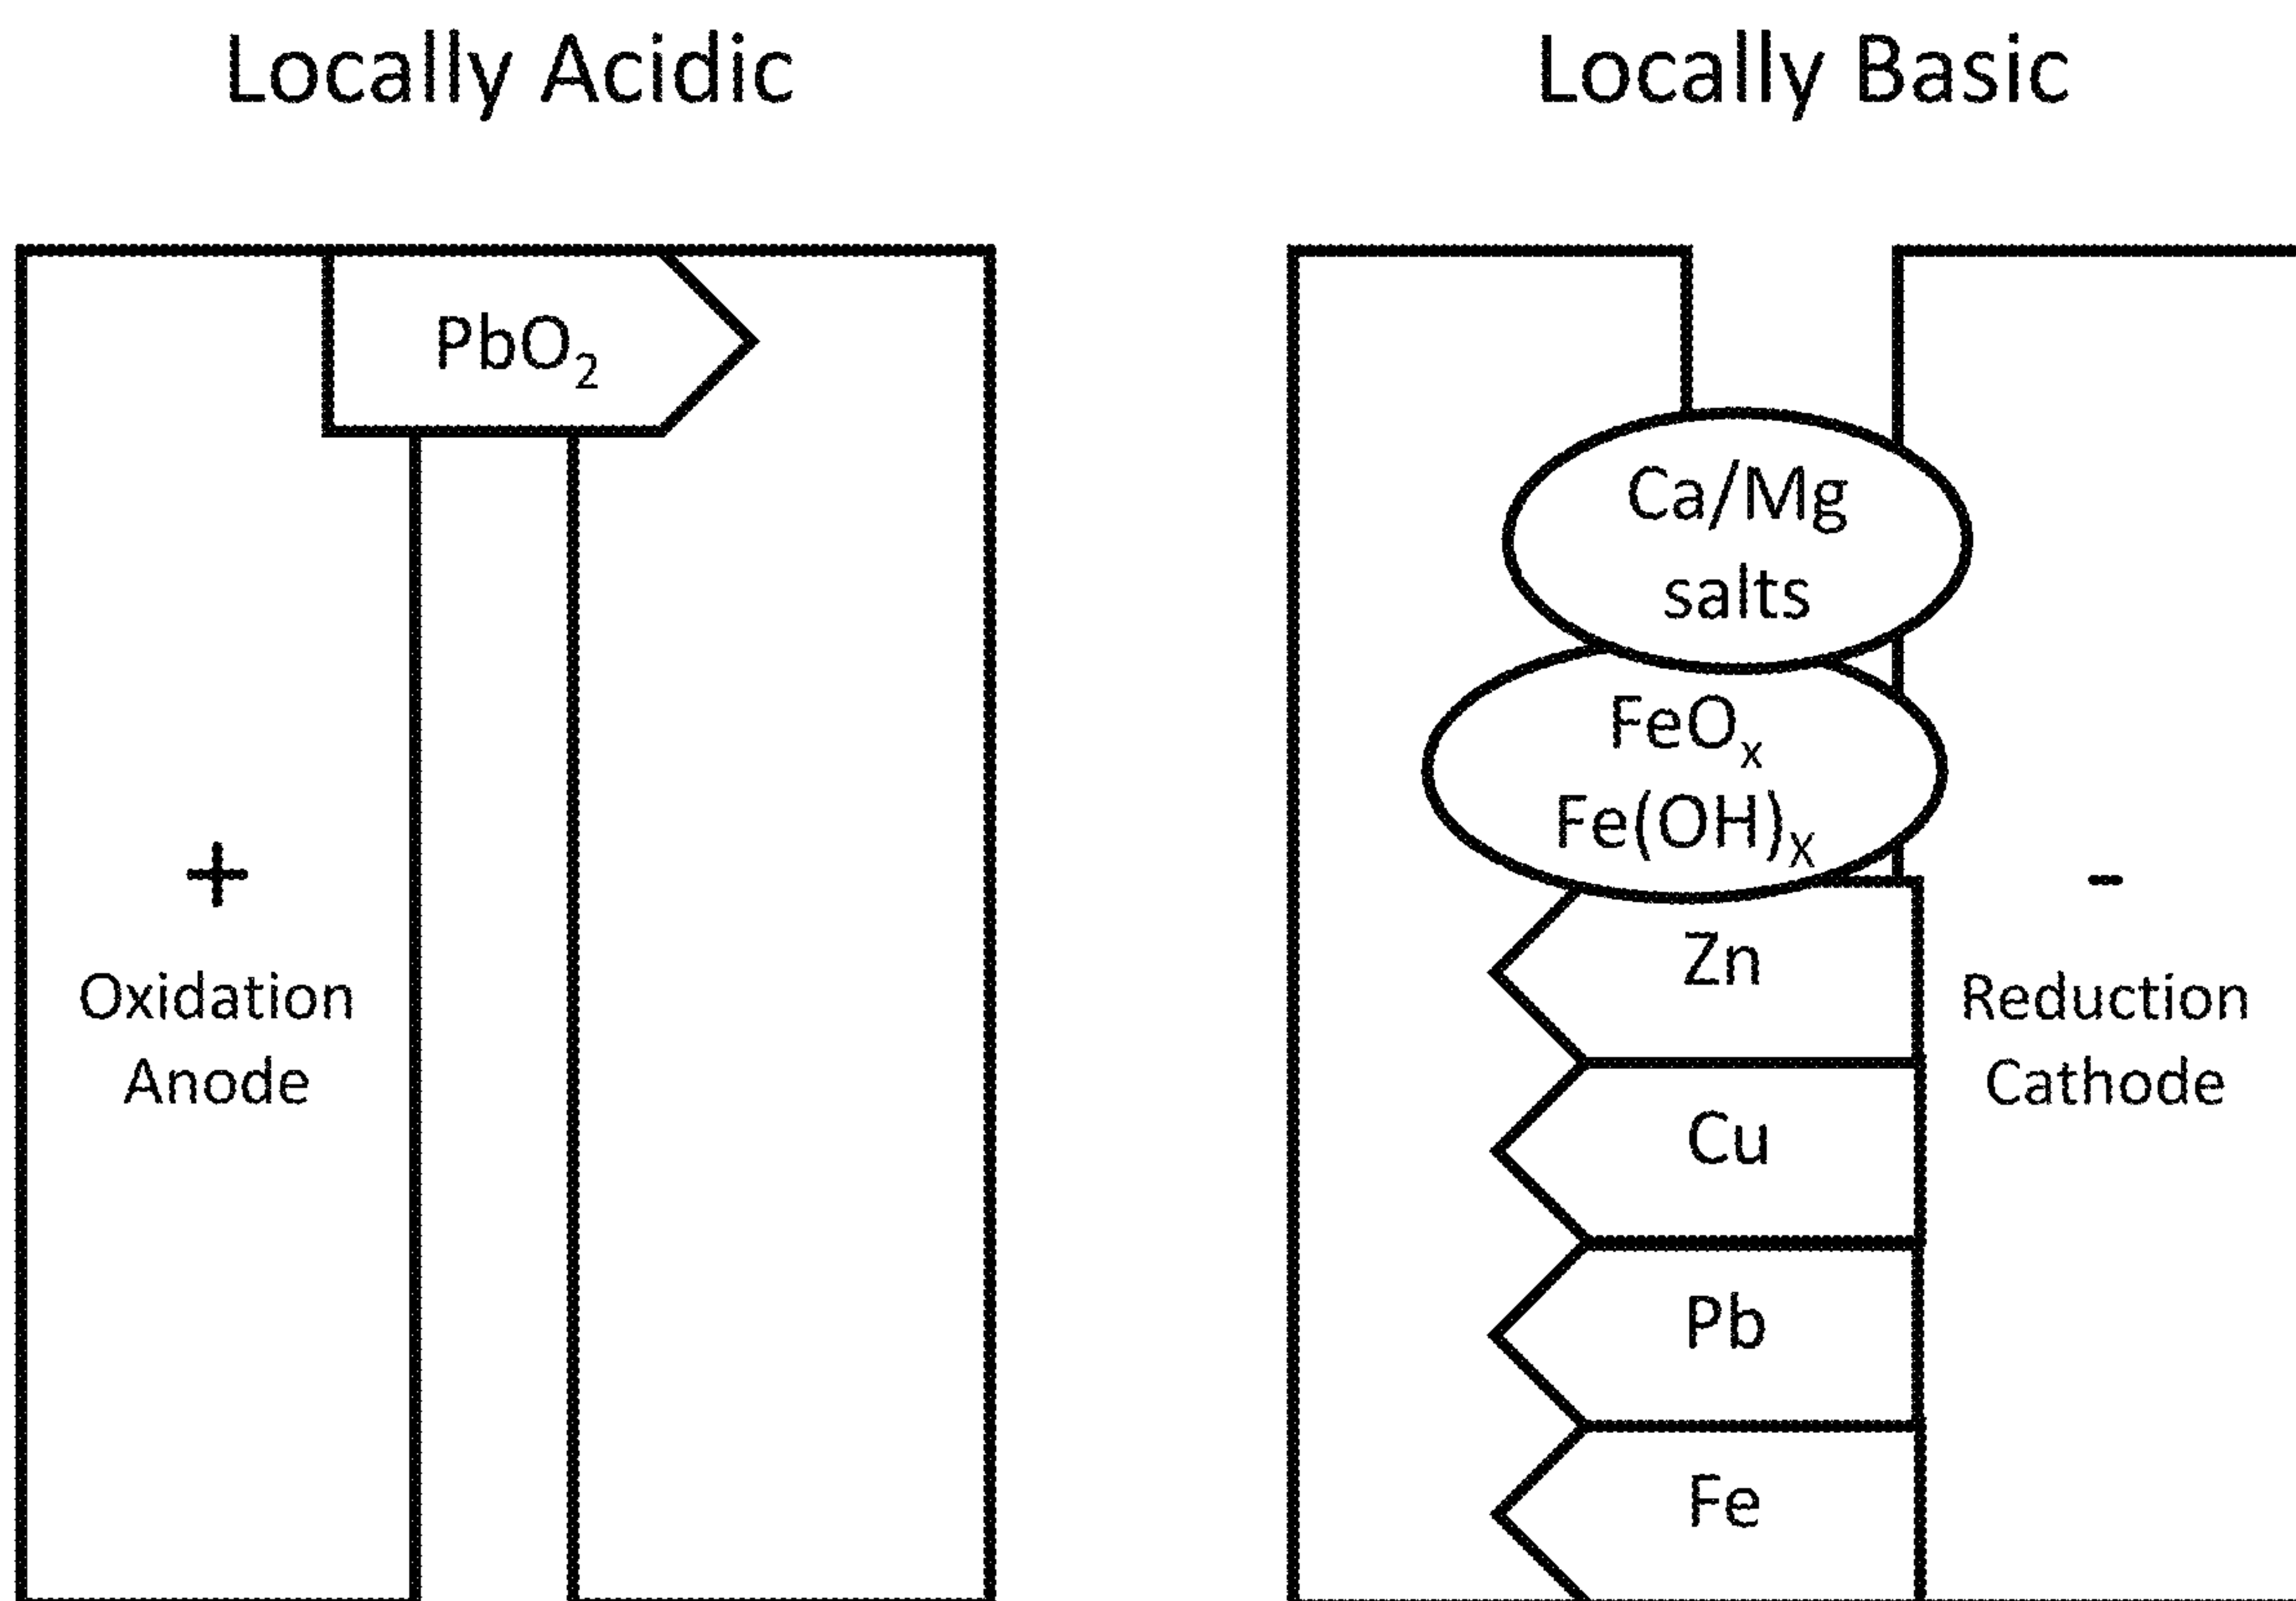 Locally Acidic
Locally Basic
PbO₂
+
Oxidation
Anode
Ca/Mg
salts
FeOₓ
Fe(OH)ₓ
Zn
Cu
Pb
Fe
-
Reduction
Cathode